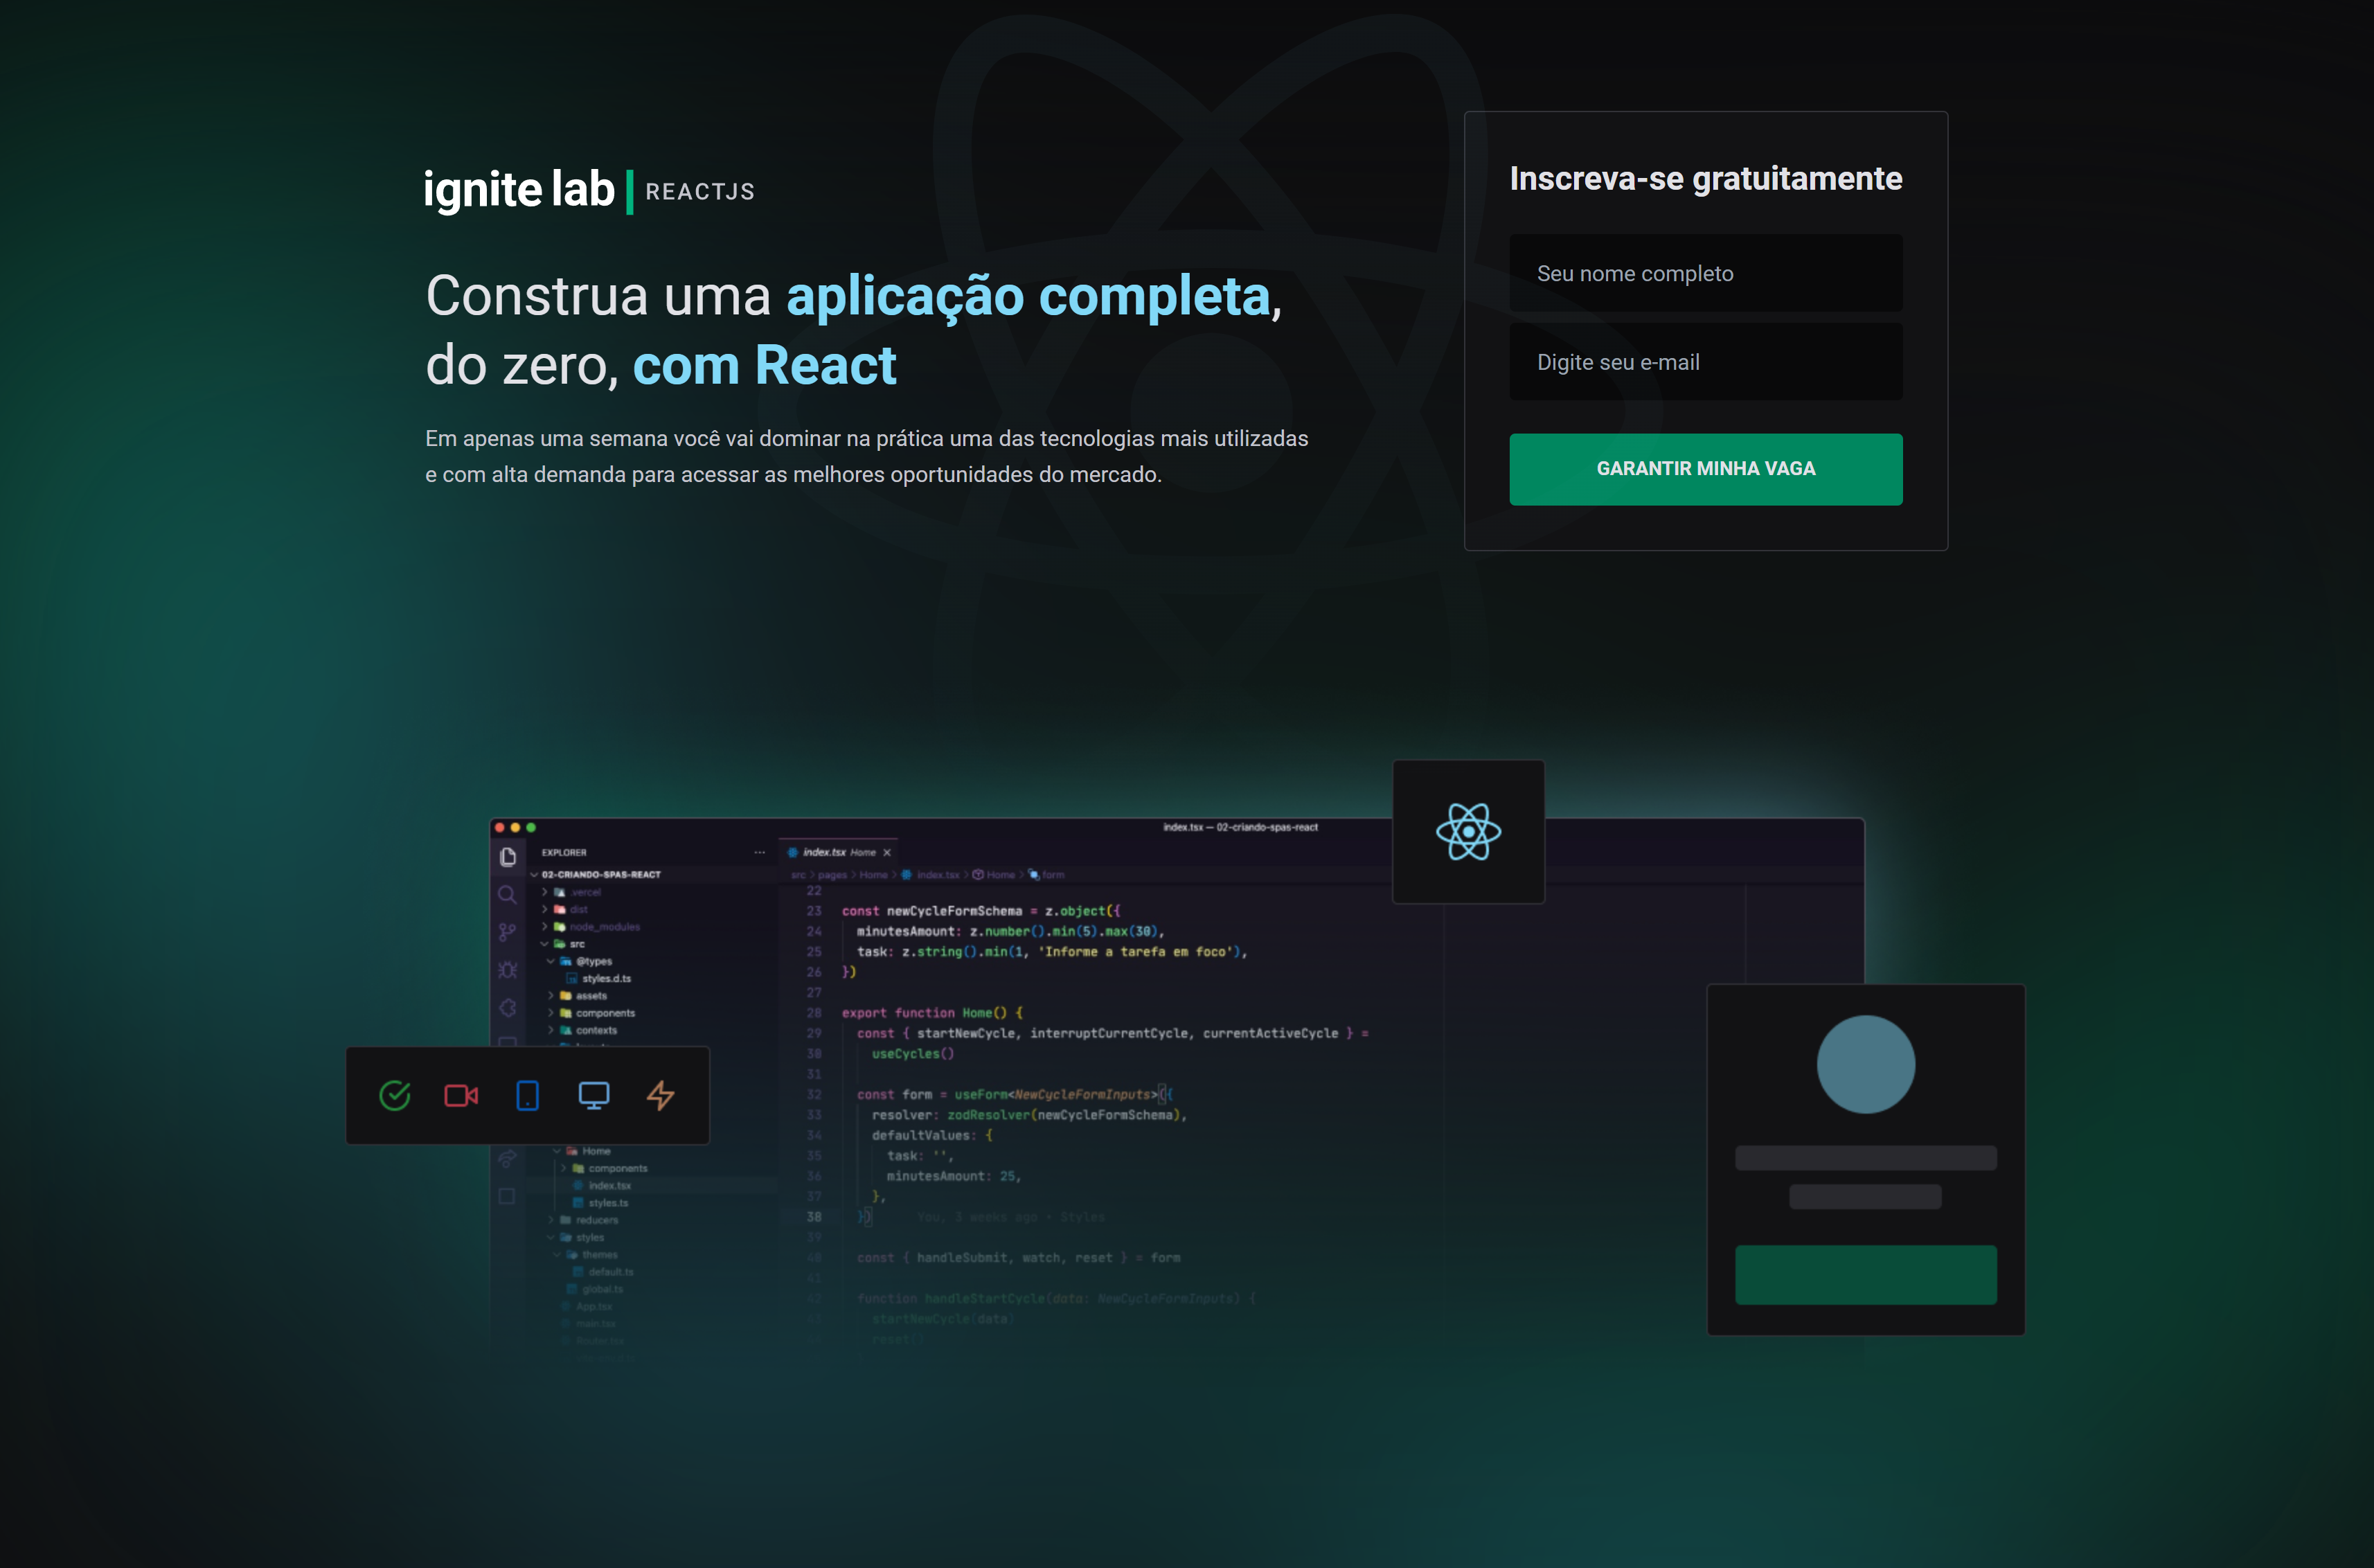 ignite lab | REACTJS
Construa uma aplicação completa,
do zero, com React
Em apenas uma semana você vai dominar na prática uma das tecnologias mais utilizadas
e com alta demanda para acessar as melhores oportunidades do mercado.
Inscreva-se gratuitamente
Seu nome completo
Digite seu e-mail
GARANTIR MINHA VAGA
index.tsx — 02-criando-spas-react
EXPLORER ···
02-CRIANDO-SPAS-REACT
.vercel
dist
node_modules
src
@types
styles.d.ts
assets
components
contexts
Home
components
index.tsx
styles.ts
reducers
styles
themes
default.ts
global.ts
App.tsx
main.tsx
Router.tsx
index.tsx Home
src > pages > Home > index.tsx > Home > form
22
23 const newCycleFormSchema = z.object({
24 minutesAmount: z.number().min(5).max(30),
25 task: z.string().min(1, 'Informe a tarefa em foco'),
26 })
27
28 export function Home() {
29 const { startNewCycle, interruptCurrentCycle, currentActiveCycle } =
30 useCycles()
31
32 const form = useForm<NewCycleFormInputs>({
33 resolver: zodResolver(newCycleFormSchema),
34 defaultValues: {
35 task: '',
36 minutesAmount: 25,
37 },
38 }) You, 3 weeks ago • Styles
39
40 const { handleSubmit, watch, reset } = form
41
42 function handleStartCycle(data: NewCycleFormInputs) {
43 startNewCycle(data)
reset()